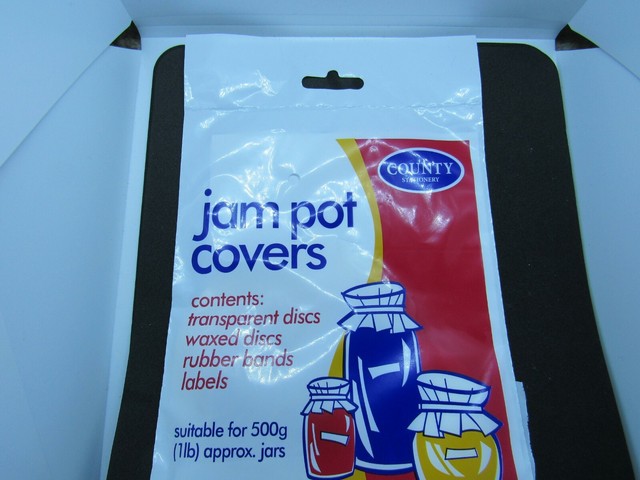 COUNTY
STATIONERY
jam pot
covers
contents:
transparent discs
waxed discs
rubber bands
labels
suitable for 500g
(1lb) approx. jars